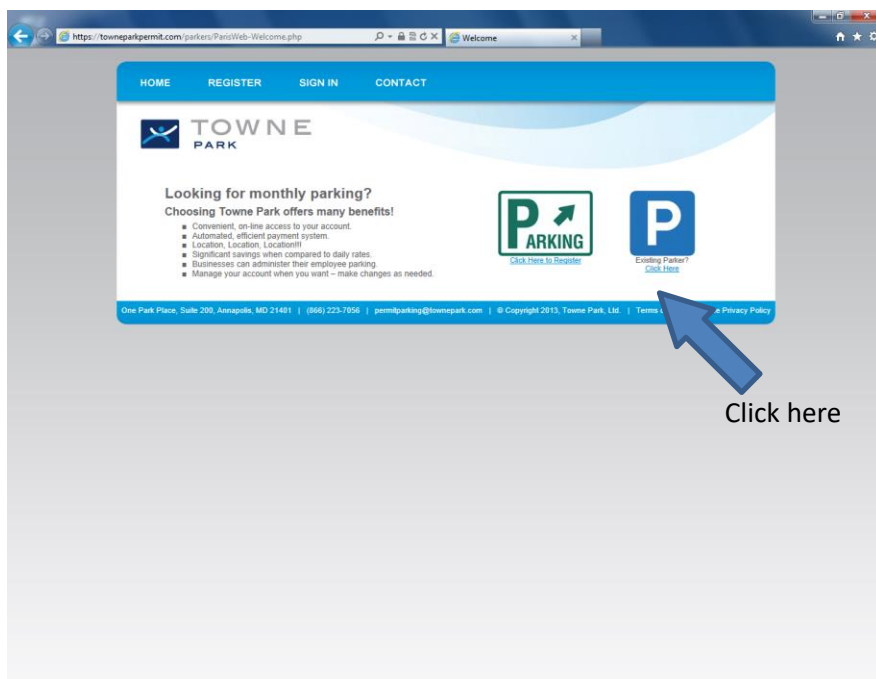 https://towneparkpermit.com/parkers/ParisWeb-Welcome.php
Welcome
HOME REGISTER SIGN IN CONTACT
TOWNE
PARK
Looking for monthly parking?
Choosing Towne Park offers many benefits!
Convenient, on-line access to your account.
Automated, efficient payment system.
Location, Location, Location!!!
Significant savings when compared to daily rates.
Businesses can administer their employee parking.
Manage your account when you want – make changes as needed.
PARKING
Click Here to Register
P
Existing Parker?
Click Here
One Park Place, Suite 200, Annapolis, MD 21401 | (866) 223-7056 | permitparking@townepark.com | © Copyright 2013, Towne Park, Ltd. | Terms Privacy Policy
Click here